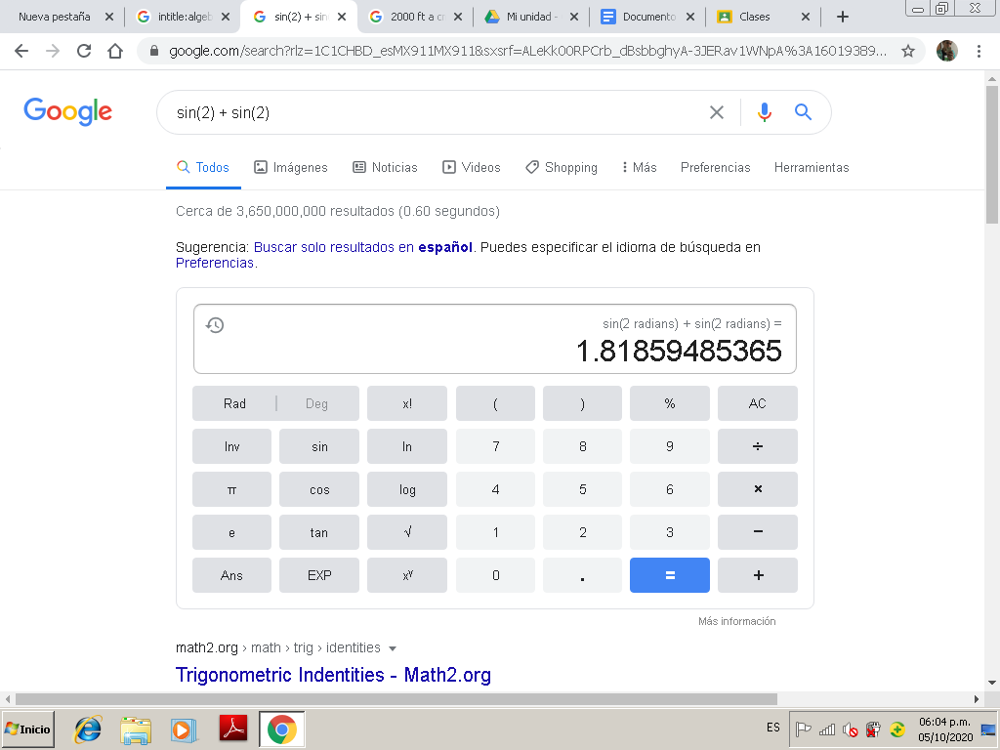 Nueva pestaña
intitle:algeb
sin(2) + sin
2000 ft a cm
Mi unidad -
Documento
Clases
google.com/search?rlz=1C1CHBD_esMX911MX911&sxsrf=ALeKk00RPCrb_dBsbbghyA-3JERav1WNpA%3A16019389...
Google
sin(2) + sin(2)
Todos
Imágenes
Noticias
Videos
Shopping
Más
Preferencias
Herramientas
Cerca de 3,650,000,000 resultados (0.60 segundos)
Sugerencia: Buscar solo resultados en español. Puedes especificar el idioma de búsqueda en
Preferencias.
sin(2 radians) + sin(2 radians) =
1.81859485365
Rad | Deg x! ( ) % AC
Inv sin ln 7 8 9 ÷
π cos log 4 5 6 ×
e tan √ 1 2 3 −
Ans EXP xʸ 0 . = +
Más información
math2.org › math › trig › identities
Trigonometric Indentities - Math2.org
Inicio
ES
06:04 p.m.
05/10/2020